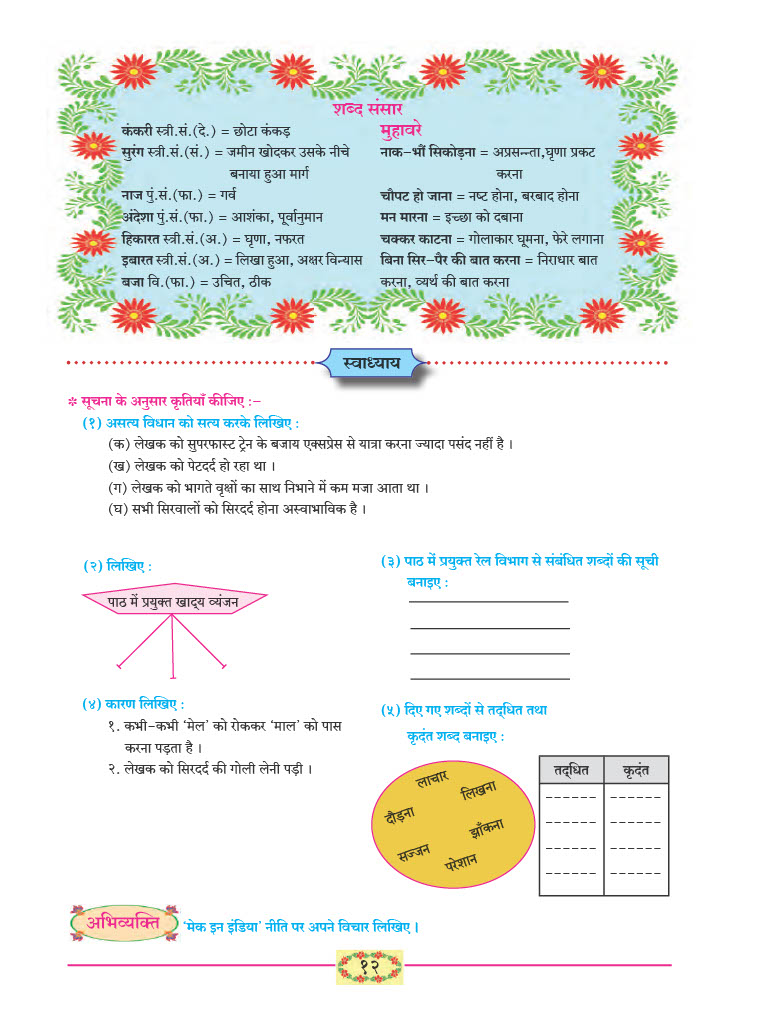 शब्द संसार
कंकरी स्त्री.सं.(दे.) = छोटा कंकड़
सुरंग स्त्री.सं.(सं.) = जमीन खोदकर उसके नीचे
बनाया हुआ मार्ग
नाज पुं.सं.(फा.) = गर्व
अंदेशा पुं.सं.(फा.) = आशंका, पूर्वानुमान
हिकारत स्त्री.सं.(अ.) = घृणा, नफरत
इबारत स्त्री.सं.(अ.) = लिखा हुआ, अक्षर विन्यास
बजा वि.(फा.) = उचित, ठीक
मुहावरे
नाक-भौं सिकोड़ना = अप्रसन्नता,घृणा प्रकट
करना
चौपट हो जाना = नष्ट होना, बरबाद होना
मन मारना = इच्छा को दबाना
चक्कर काटना = गोलाकार घूमना, फेरे लगाना
बिना सिर-पैर की बात करना = निराधार बात
करना, व्यर्थ की बात करना
स्वाध्याय
* सूचना के अनुसार कृतियाँ कीजिए :-
(१) असत्य विधान को सत्य करके लिखिए :
(क) लेखक को सुपरफास्ट ट्रेन के बजाय एक्सप्रेस से यात्रा करना ज्यादा पसंद नहीं है ।
(ख) लेखक को पेटदर्द हो रहा था ।
(ग) लेखक को भागते वृक्षों का साथ निभाने में कम मजा आता था ।
(घ) सभी सिरवालों को सिरदर्द होना अस्वाभाविक है ।
(२) लिखिए :
पाठ में प्रयुक्त खाद्‌य व्यंजन
(३) पाठ में प्रयुक्त रेल विभाग से संबंधित शब्दों की सूची
बनाइए :
(४) कारण लिखिए :
१. कभी-कभी ‘मेल’ को रोककर ‘माल’ को पास
करना पड़ता है ।
२. लेखक को सिरदर्द की गोली लेनी पड़ी ।
(५) दिए गए शब्दों से तद्‌धित तथा
कृदंत शब्द बनाइए :
लाचार
लिखना
दौड़ना
झाँकना
सज्जन
परेशान
तद्‌धित कृदंत
अभिव्यक्ति
‘मेक इन इंडिया’ नीति पर अपने विचार लिखिए ।
१२